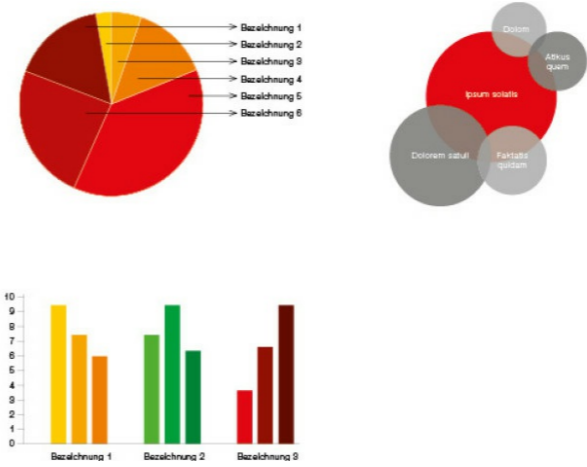 Bezeichnung 1
Bezeichnung 2
Bezeichnung 3
Bezeichnung 4
Bezeichnung 5
Bezeichnung 6
Dolom
Atikus
quem
Ipsum solatis
Dolorem
Faktatis
quidam
10
9
8
7
6
5
4
3
2
1
0
Bezeichnung 1
Bezeichnung 2
Bezeichnung 3